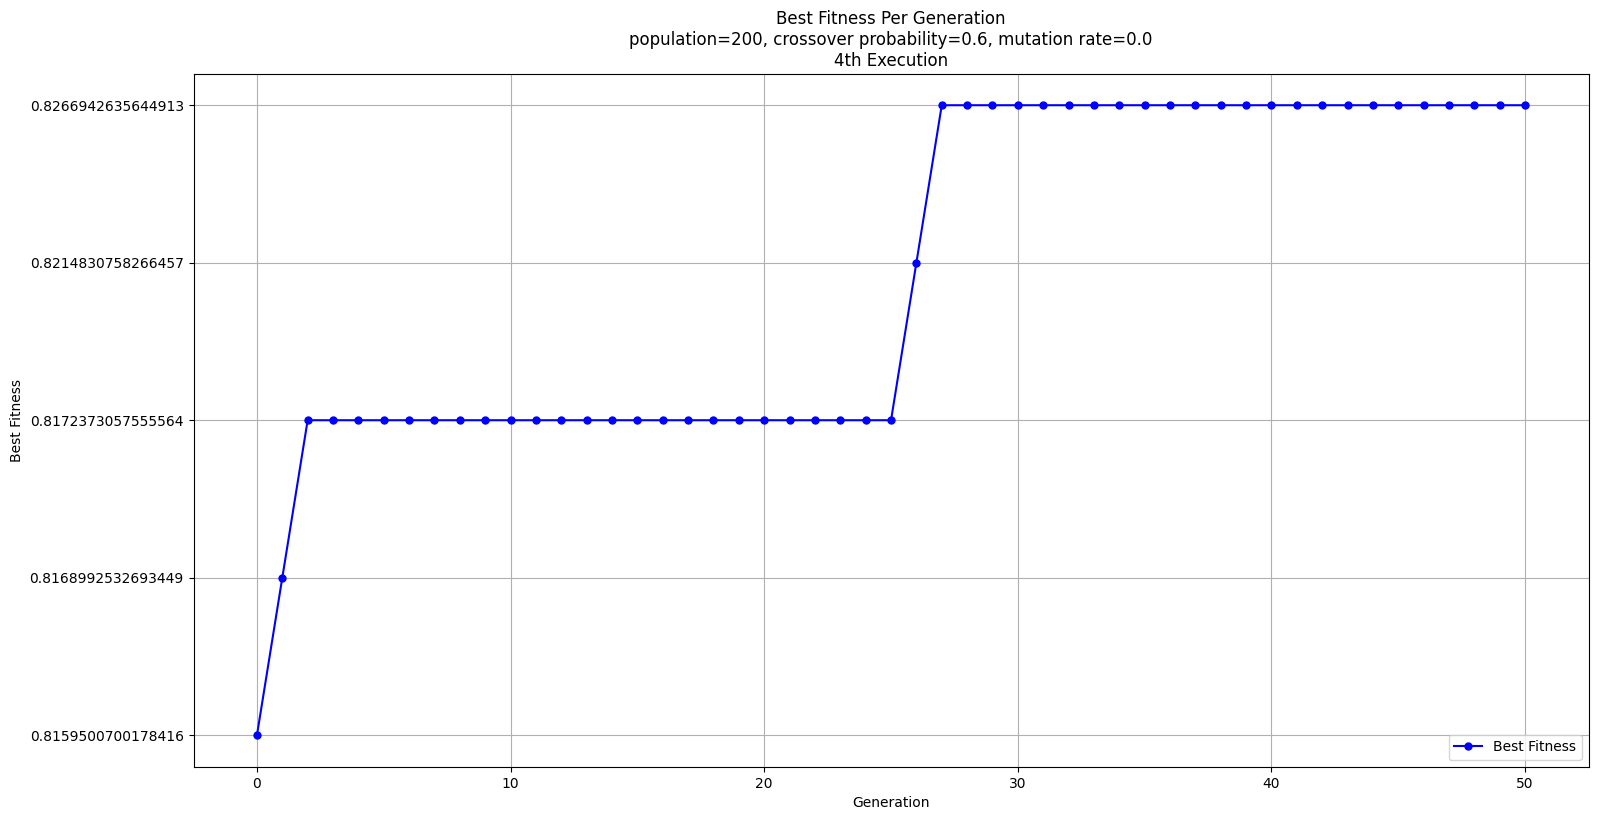 Best Fitness Per Generation
population=200, crossover probability=0.6, mutation rate=0.0
4th Execution
Best Fitness
0.8266942635644913
0.8214830758266457
0.8172373057555564
0.8168992532693449
0.8159500700178416
Best Fitness
0 10 20 30 40 50
Generation